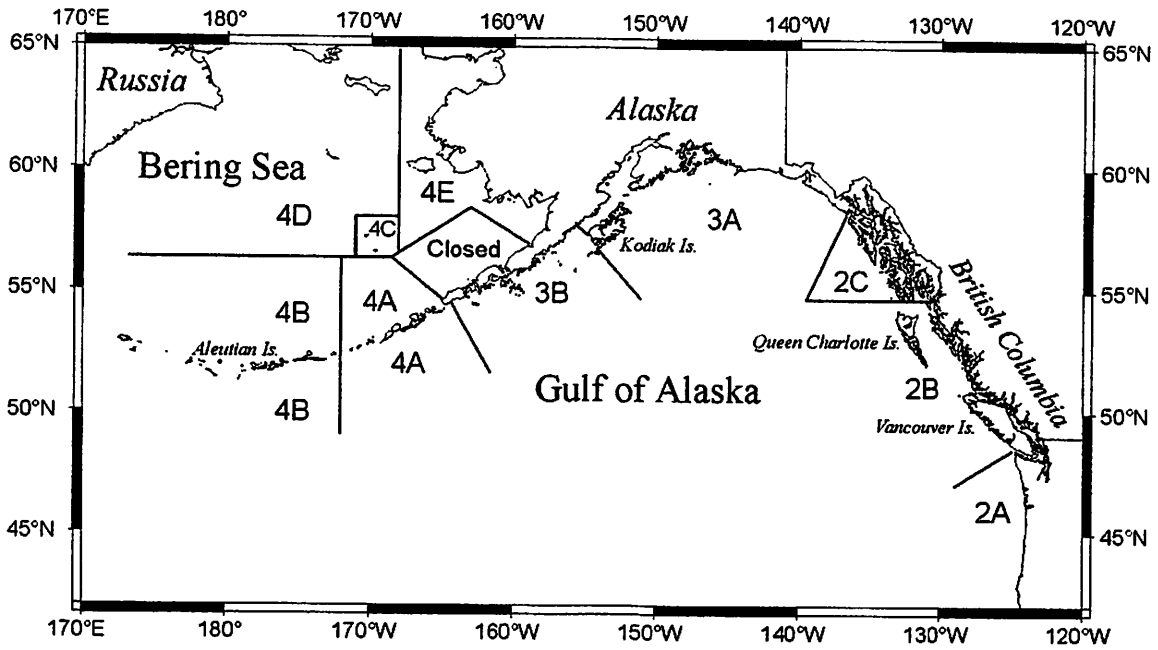 170°E 180° 170°W 160°W 150°W 140°W 130°W 120°W
65°N 65°N
Russia
Alaska
60°N 60°N
Bering Sea
4E
4D
4C
3A
Closed
Kodiak Is.
55°N 55°N
4A
3B
2C
4B
British Columbia
Aleutian Is.
Queen Charlotte Is.
4A
Gulf of Alaska
2B
50°N 50°N
4B
Vancouver Is.
2A
45°N 45°N
170°E 180° 170°W 160°W 150°W 140°W 130°W 120°W